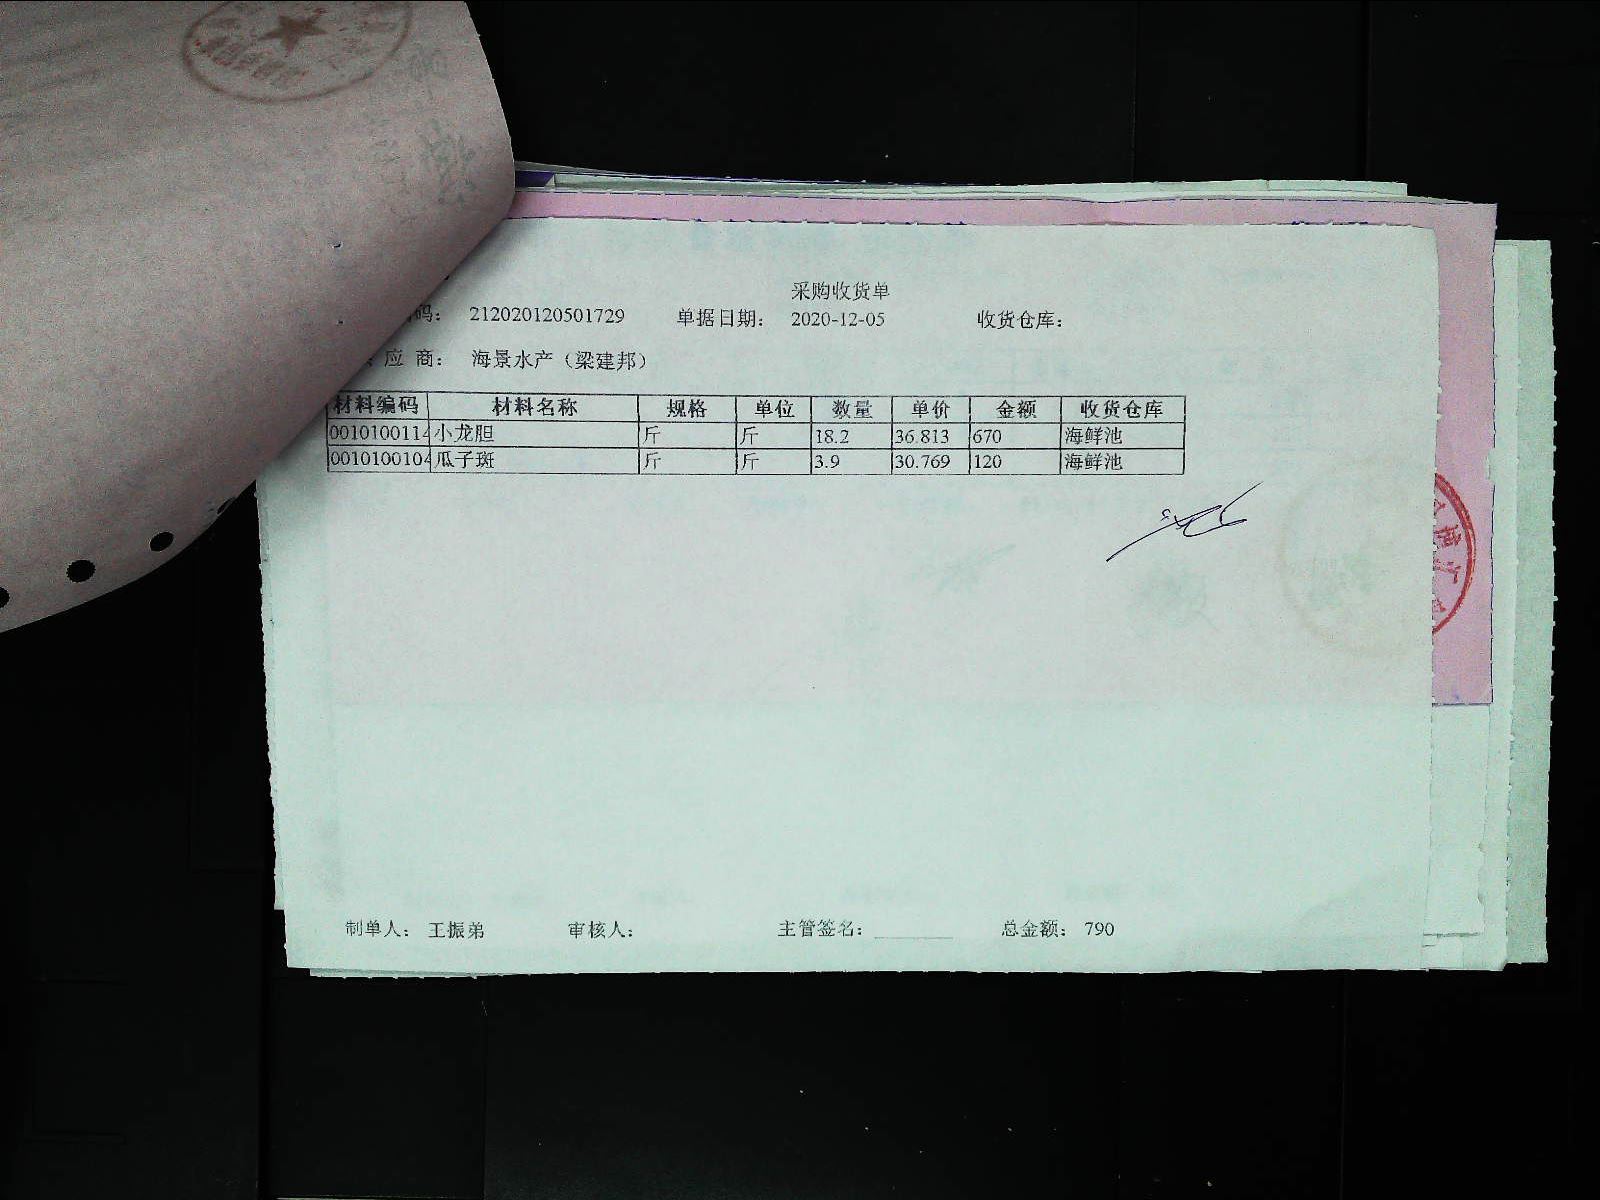 采购收货单
码： 212020120501729 单据日期： 2020-12-05 收货仓库：
应 商： 海景水产（梁建邦）
材料编码 材料名称 规格 单位 数量 单价 金额 收货仓库
0010100114 小龙胆 斤 斤 18.2 36.813 670 海鲜池
0010100104 瓜子斑 斤 斤 3.9 30.769 120 海鲜池
制单人： 王振弟 审核人： 主管签名： 总金额： 790